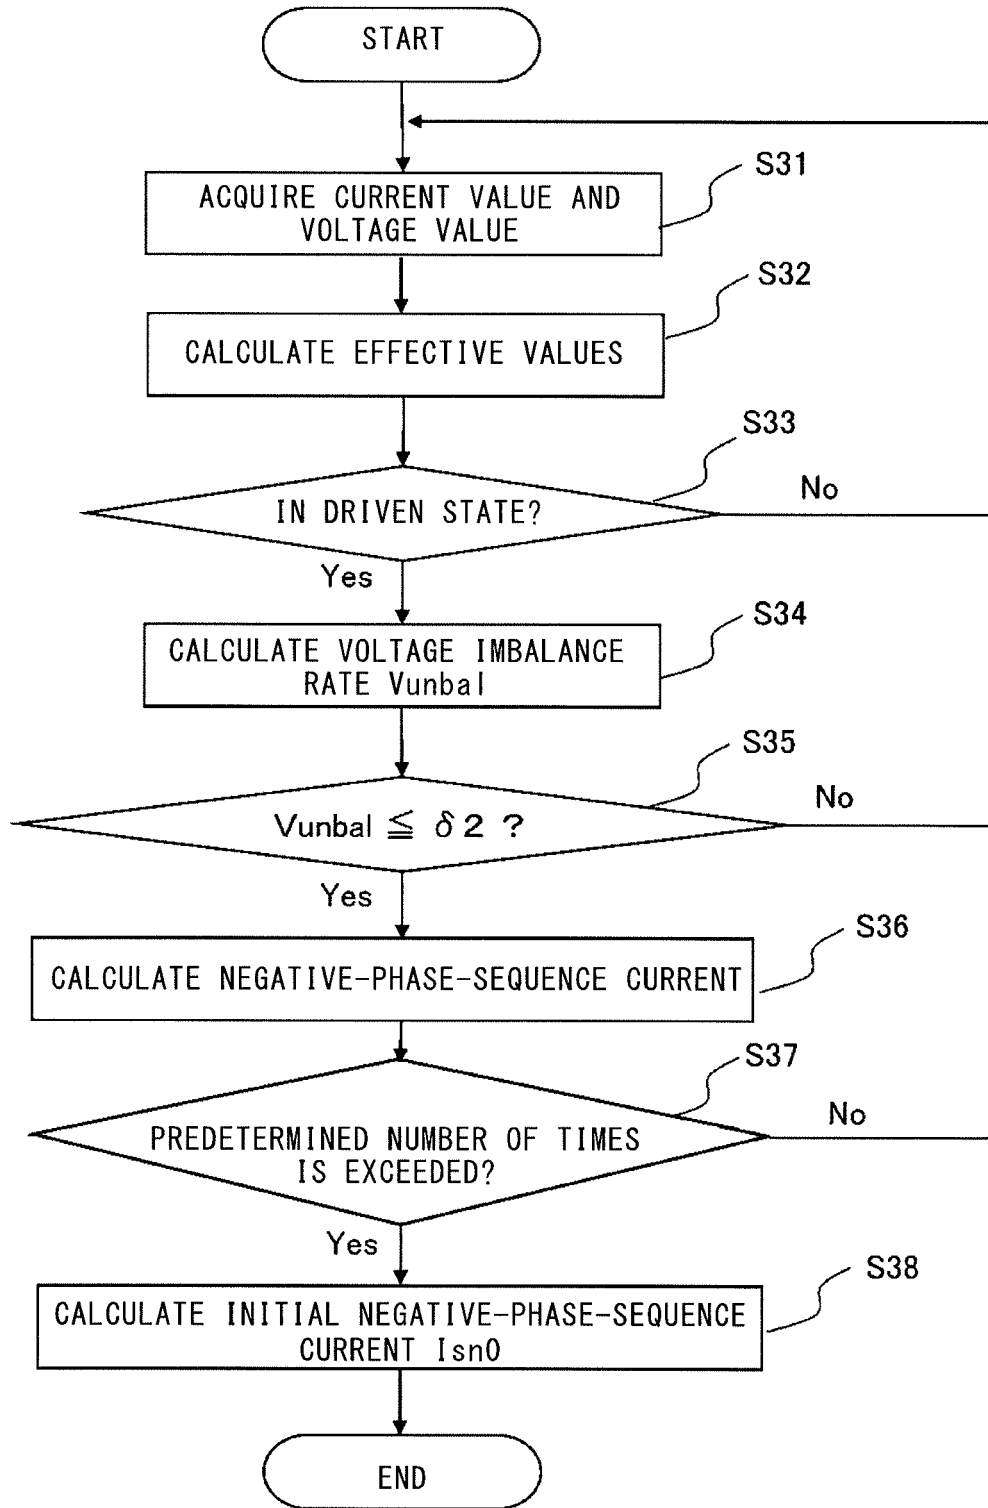 START
S31
ACQUIRE CURRENT VALUE AND
VOLTAGE VALUE
S32
CALCULATE EFFECTIVE VALUES
S33
IN DRIVEN STATE?
No
Yes
S34
CALCULATE VOLTAGE IMBALANCE
RATE Vunbal
S35
Vunbal ≦ δ2 ?
No
Yes
S36
CALCULATE NEGATIVE-PHASE-SEQUENCE CURRENT
S37
PREDETERMINED NUMBER OF TIMES
IS EXCEEDED?
No
Yes
S38
CALCULATE INITIAL NEGATIVE-PHASE-SEQUENCE
CURRENT Isn0
END